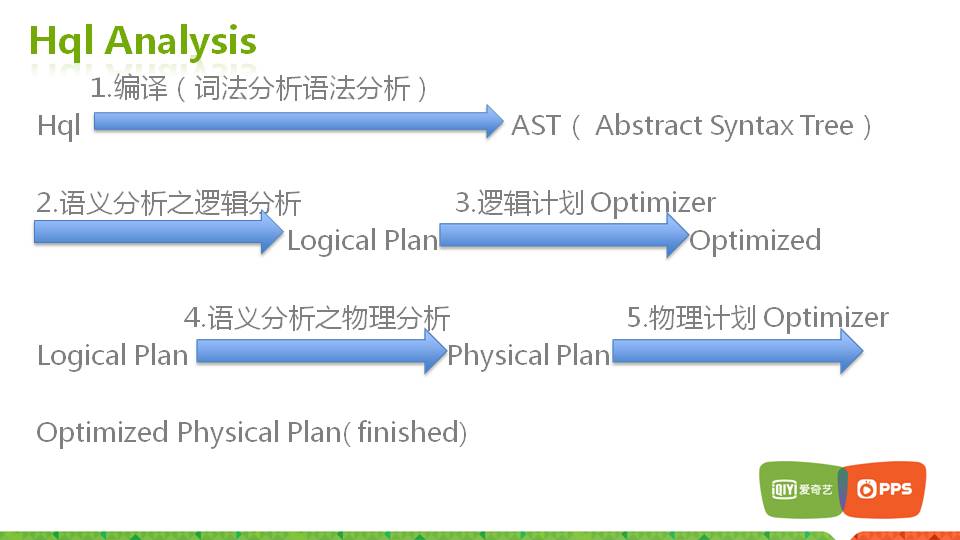 Hql Analysis
1.编译（词法分析语法分析）
Hql AST（ Abstract Syntax Tree）
2.语义分析之逻辑分析 3.逻辑计划 Optimizer
Logical Plan Optimized
4.语义分析之物理分析 5.物理计划 Optimizer
Logical Plan Physical Plan
Optimized Physical Plan( finished)
iQIYI 爱奇艺 PPS